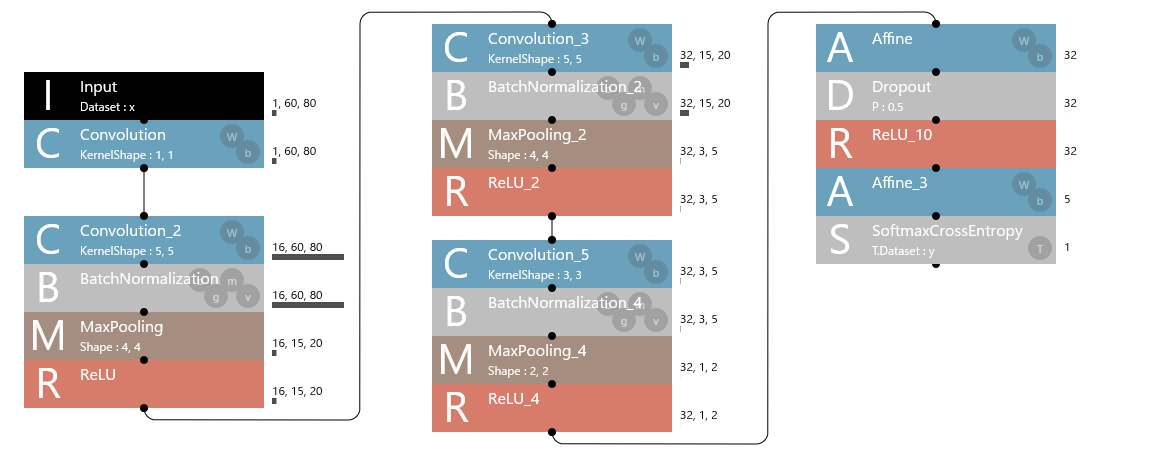 I
Input
Dataset : x
1, 60, 80
C
Convolution
KernelShape : 1, 1
W
b
1, 60, 80
C
Convolution_2
KernelShape : 5, 5
W
b
16, 60, 80
B
BatchNormalization
m
g
v
16, 60, 80
M
MaxPooling
Shape : 4, 4
16, 15, 20
R
ReLU
16, 15, 20
C
Convolution_3
KernelShape : 5, 5
W
b
32, 15, 20
B
BatchNormalization_2
g
v
32, 15, 20
M
MaxPooling_2
Shape : 4, 4
32, 3, 5
R
ReLU_2
32, 3, 5
C
Convolution_5
KernelShape : 3, 3
W
b
32, 3, 5
B
BatchNormalization_4
g
v
32, 3, 5
M
MaxPooling_4
Shape : 2, 2
32, 1, 2
R
ReLU_4
32, 1, 2
A
Affine
W
b
32
D
Dropout
P : 0.5
32
R
ReLU_10
32
A
Affine_3
W
b
5
S
SoftmaxCrossEntropy
T.Dataset : y
T
1